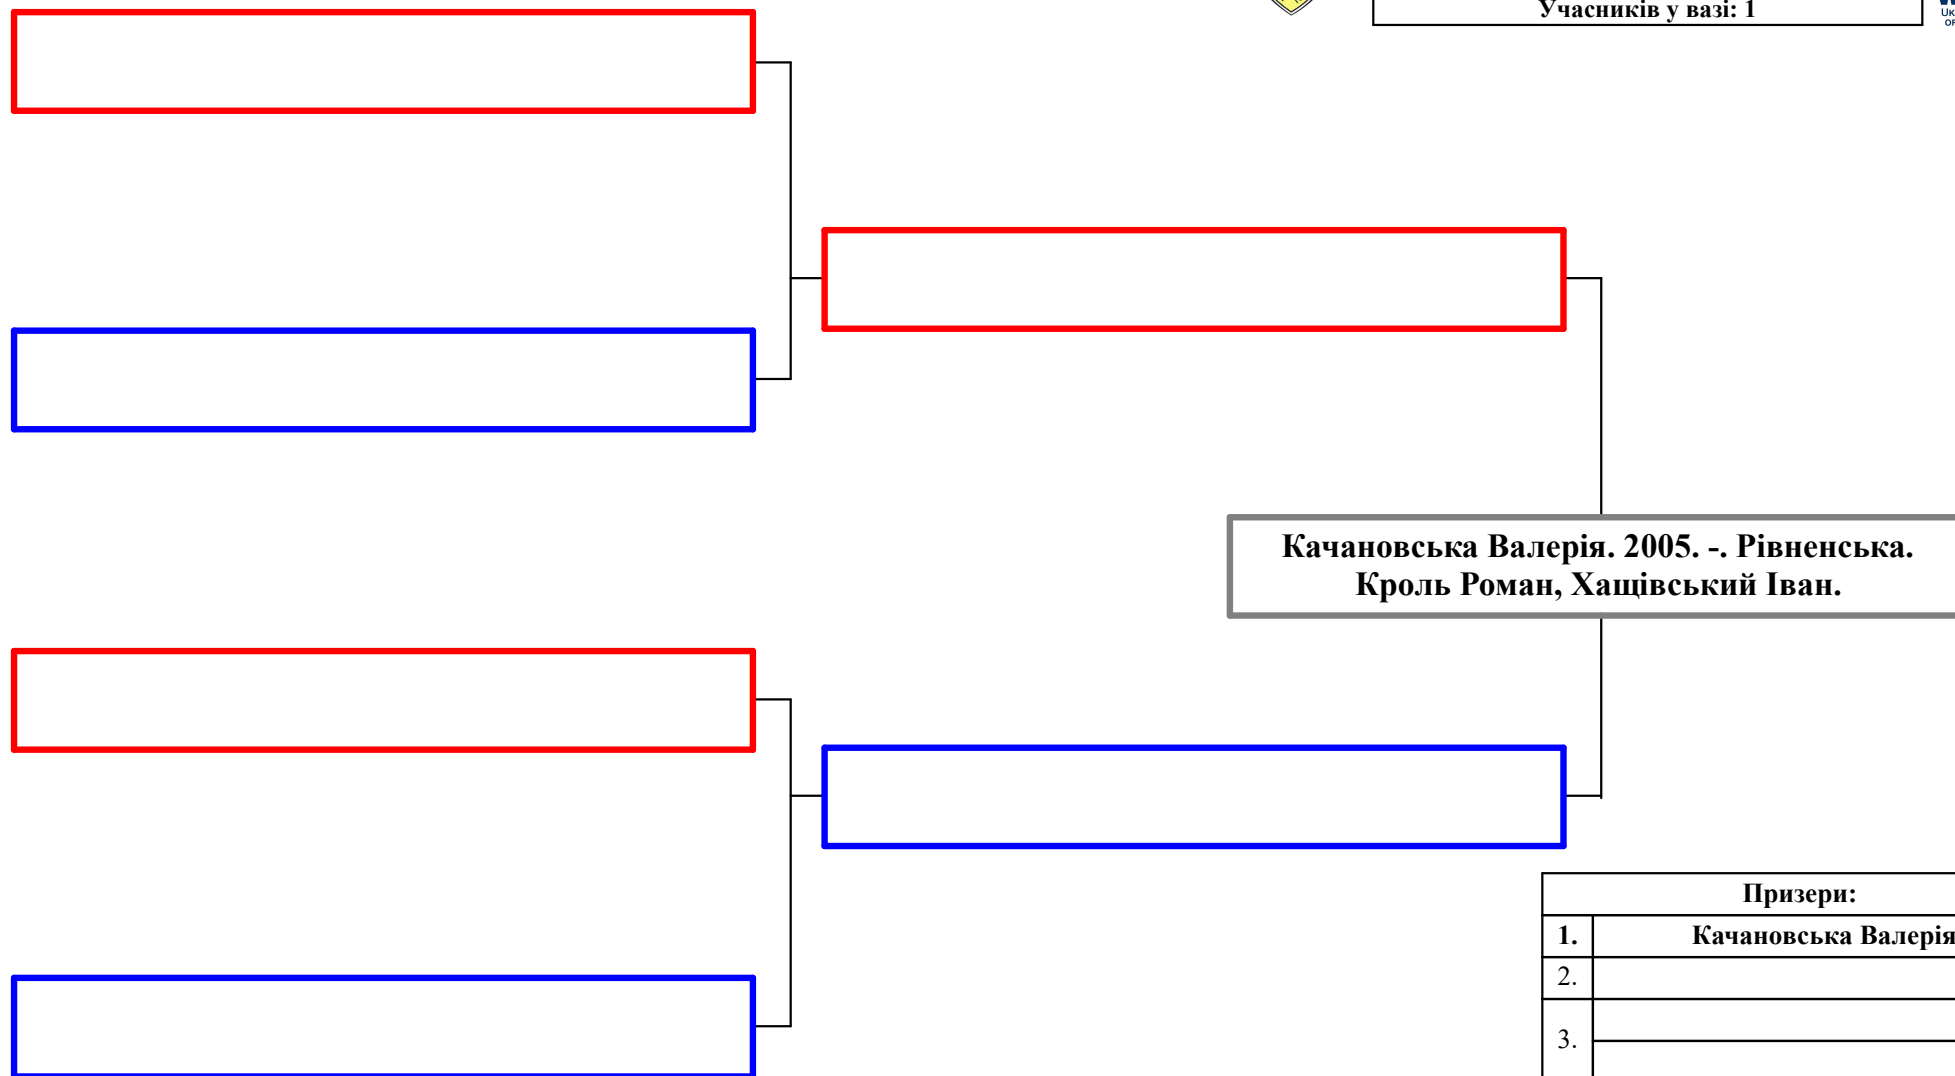 Учасників у вазі: 1
Качановська Валерія. 2005. -. Рівненська.
Кроль Роман, Хащівський Іван.
Призери:
1. Качановська Валерія
2.
3.